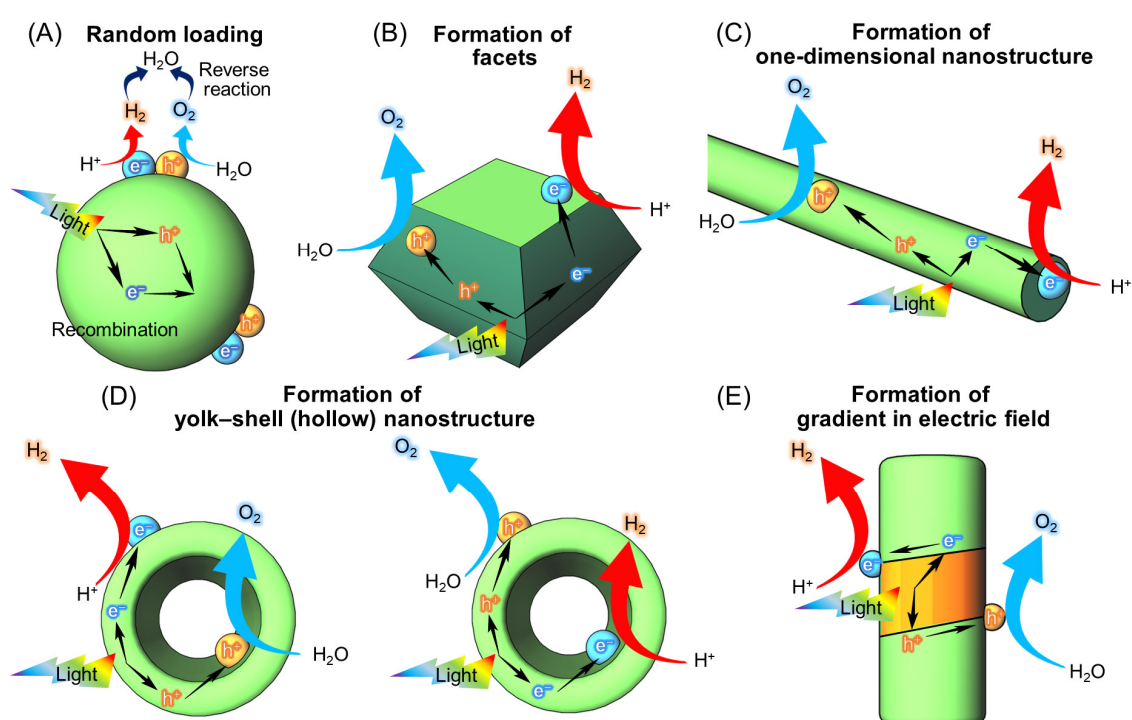 (A)
Random loading
H₂O
Reverse
reaction
H₂
O₂
H⁺
e⁻
h⁺
H₂O
Light
h⁺
e⁻
Recombination
h⁺
e⁻
(B)
Formation of
facets
H₂
O₂
e⁻
H⁺
H₂O
h⁺
e⁻
h⁺
Light
(C)
Formation of
one-dimensional nanostructure
O₂
H₂
h⁺
H₂O
h⁺
e⁻
e⁻
H⁺
Light
(D)
Formation of
yolk–shell (hollow) nanostructure
H₂
O₂
e⁻
H⁺
e⁻
h⁺
H₂O
Light
h⁺
O₂
h⁺
H₂
H₂O
h⁺
e⁻
H⁺
Light
e⁻
(E)
Formation of
gradient in electric field
H₂
O₂
e⁻
e⁻
H⁺
Light
h⁺
h⁺
H₂O